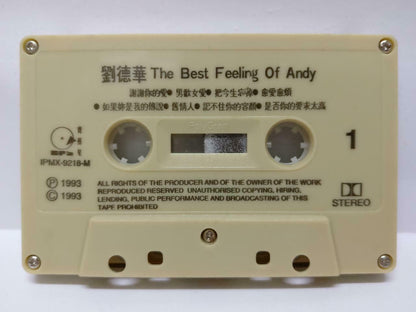 劉德華 The Best Feeling Of Andy
謝謝你的愛 • 男歡女愛 • 把今生忘掉 • 愈愛愈煩
• 如果妳是我的傳說 • 舊情人 • 記不住你的容顏 • 是否你的要求太高
1
IPMX-9218-M
Ⓟ 1993
© 1993
ALL RIGHTS OF THE PRODUCER AND OF THE OWNER OF THE WORK
REPRODUCED RESERVED UNAUTHORISED COPYING, HIRING,
LENDING, PUBLIC PERFORMANCE AND BROADCASTING OF THIS
TAPE PROHIBITED
STEREO